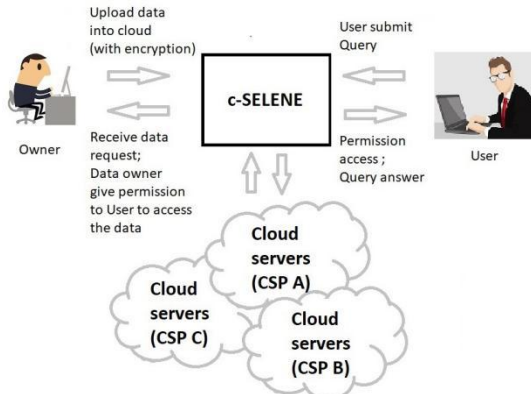 Upload data
into cloud
(with encryption)
User submit
Query
c-SELENE
Owner
User
Receive data
request;
Data owner
give permission
to User to access
the data
Permission
access ;
Query answer
Cloud
servers
(CSP A)
Cloud
servers
(CSP C)
Cloud
servers
(CSP B)